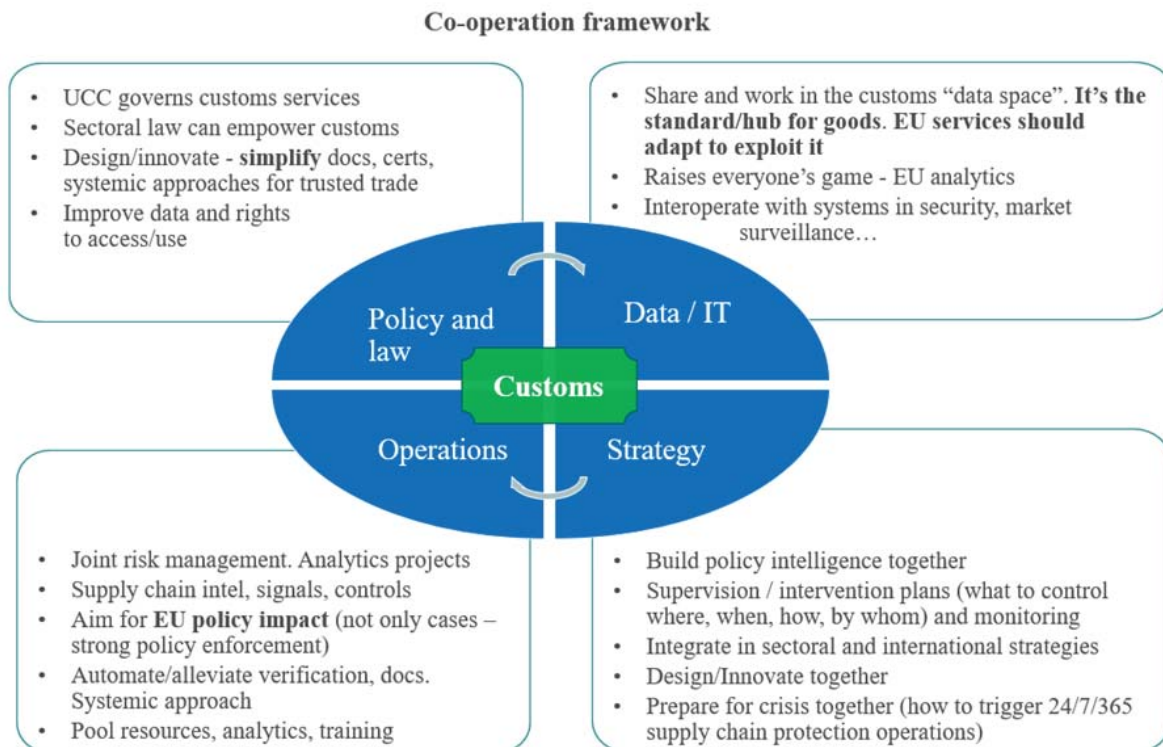 Co-operation framework
• UCC governs customs services
• Sectoral law can empower customs
• Design/innovate - simplify docs, certs,
systemic approaches for trusted trade
• Improve data and rights
to access/use
• Share and work in the customs “data space”. It’s the
standard/hub for goods. EU services should
adapt to exploit it
• Raises everyone’s game - EU analytics
• Interoperate with systems in security, market
surveillance…
Policy and
law
Data / IT
Customs
Operations
Strategy
• Joint risk management. Analytics projects
• Supply chain intel, signals, controls
• Aim for EU policy impact (not only cases –
strong policy enforcement)
• Automate/alleviate verification, docs.
Systemic approach
• Pool resources, analytics, training
• Build policy intelligence together
• Supervision / intervention plans (what to control
where, when, how, by whom) and monitoring
• Integrate in sectoral and international strategies
• Design/Innovate together
• Prepare for crisis together (how to trigger 24/7/365
supply chain protection operations)